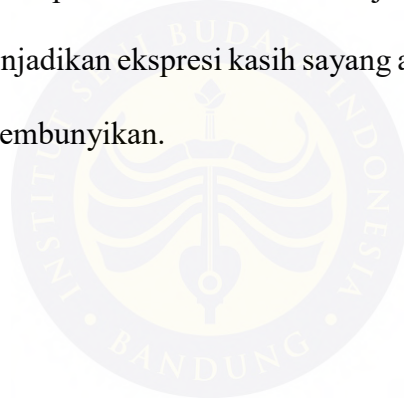 njadikan ekspresi kasih sayang a
embunyikan.
INSTITUT SENI BUDAYA INDONESIA
• BANDUNG •